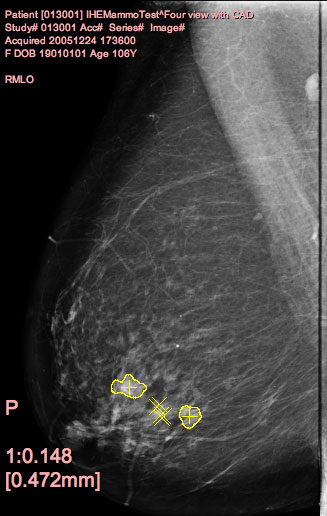 Patient [013001] IHEMammoTest^Four view with CAD
Study# 013001 Acc# Series# Image#
Acquired 20051224 173600
F DOB 19010101 Age 106Y
RMLO
P
1:0.148
[0.472mm]